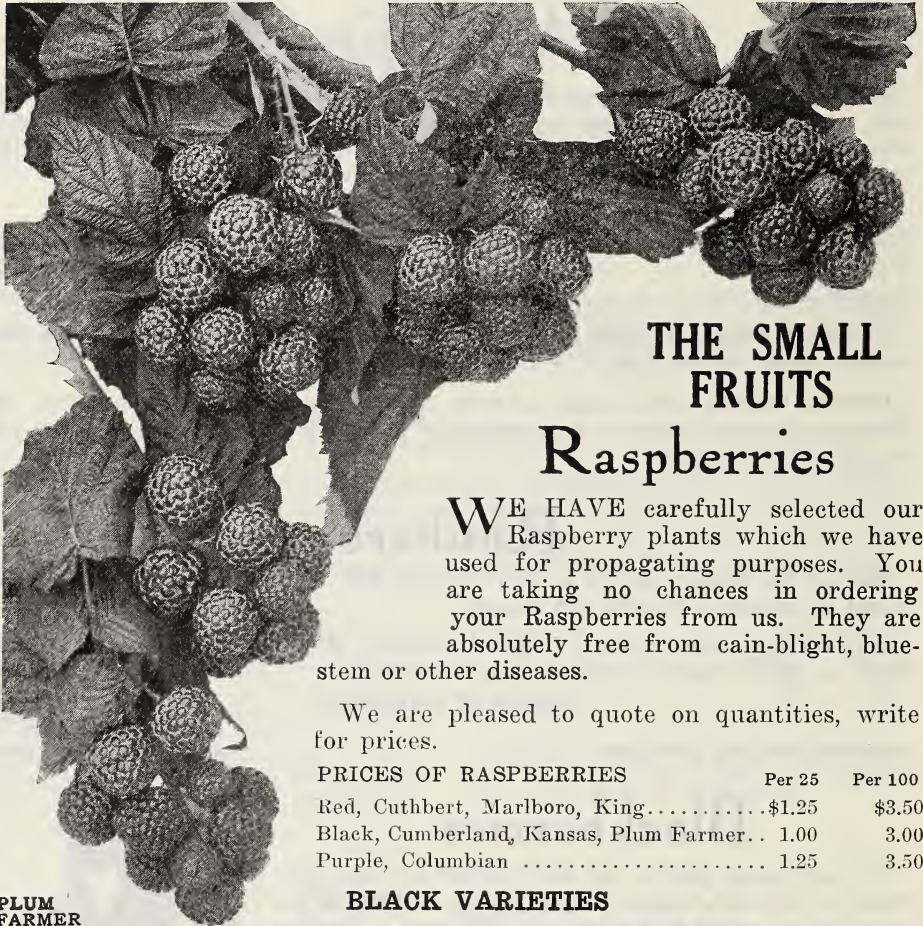 THE SMALL
FRUITS
Raspberries
WE HAVE carefully selected our
Raspberry plants which we have
used for propagating purposes. You
are taking no chances in ordering
your Raspberries from us. They are
absolutely free from cain-blight, blue-
stem or other diseases.
We are pleased to quote on quantities, write
for prices.
PRICES OF RASPBERRIES Per 25 Per 100
Red, Cuthbert, Marlboro, King.......... $1.25 $3.50
Black, Cumberland, Kansas, Plum Farmer.. 1.00 3.00
Purple, Columbian ...................... 1.25 3.50
BLACK VARIETIES
PLUM
FARMER